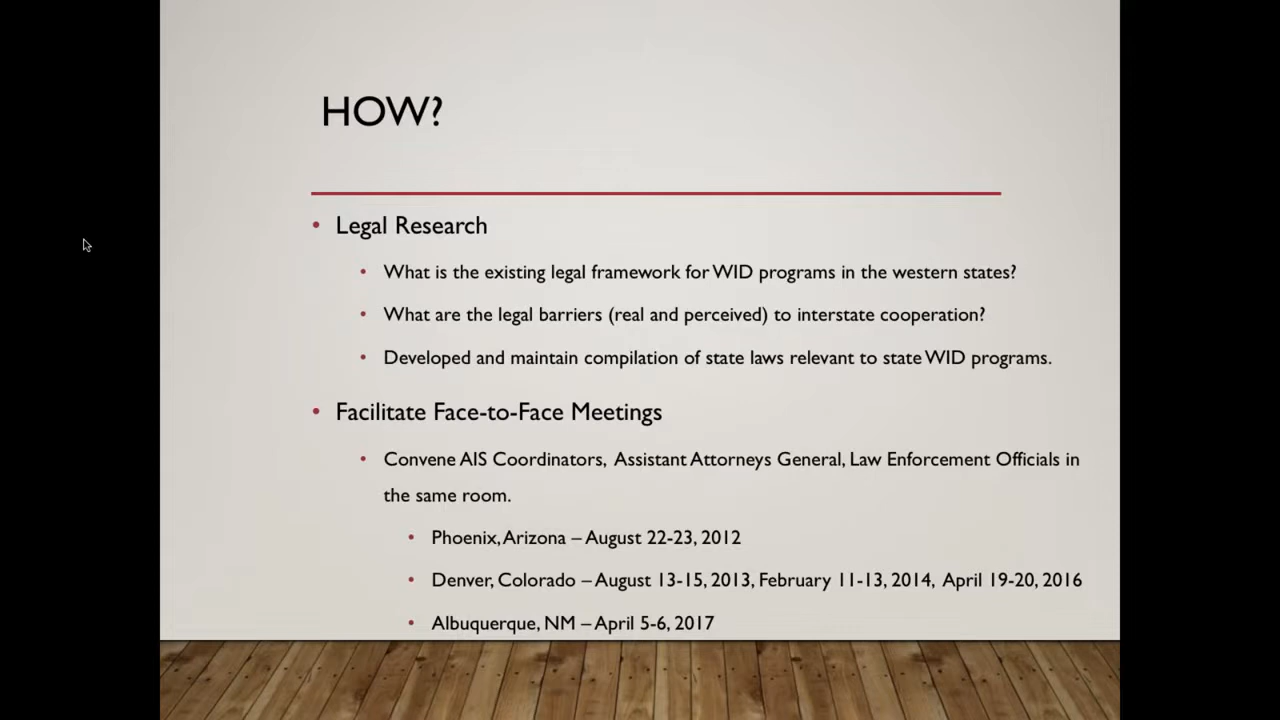 HOW?
• Legal Research
• What is the existing legal framework for WID programs in the western states?
• What are the legal barriers (real and perceived) to interstate cooperation?
• Developed and maintain compilation of state laws relevant to state WID programs.
• Facilitate Face-to-Face Meetings
• Convene AIS Coordinators, Assistant Attorneys General, Law Enforcement Officials in
the same room.
• Phoenix, Arizona – August 22-23, 2012
• Denver, Colorado – August 13-15, 2013, February 11-13, 2014, April 19-20, 2016
• Albuquerque, NM – April 5-6, 2017